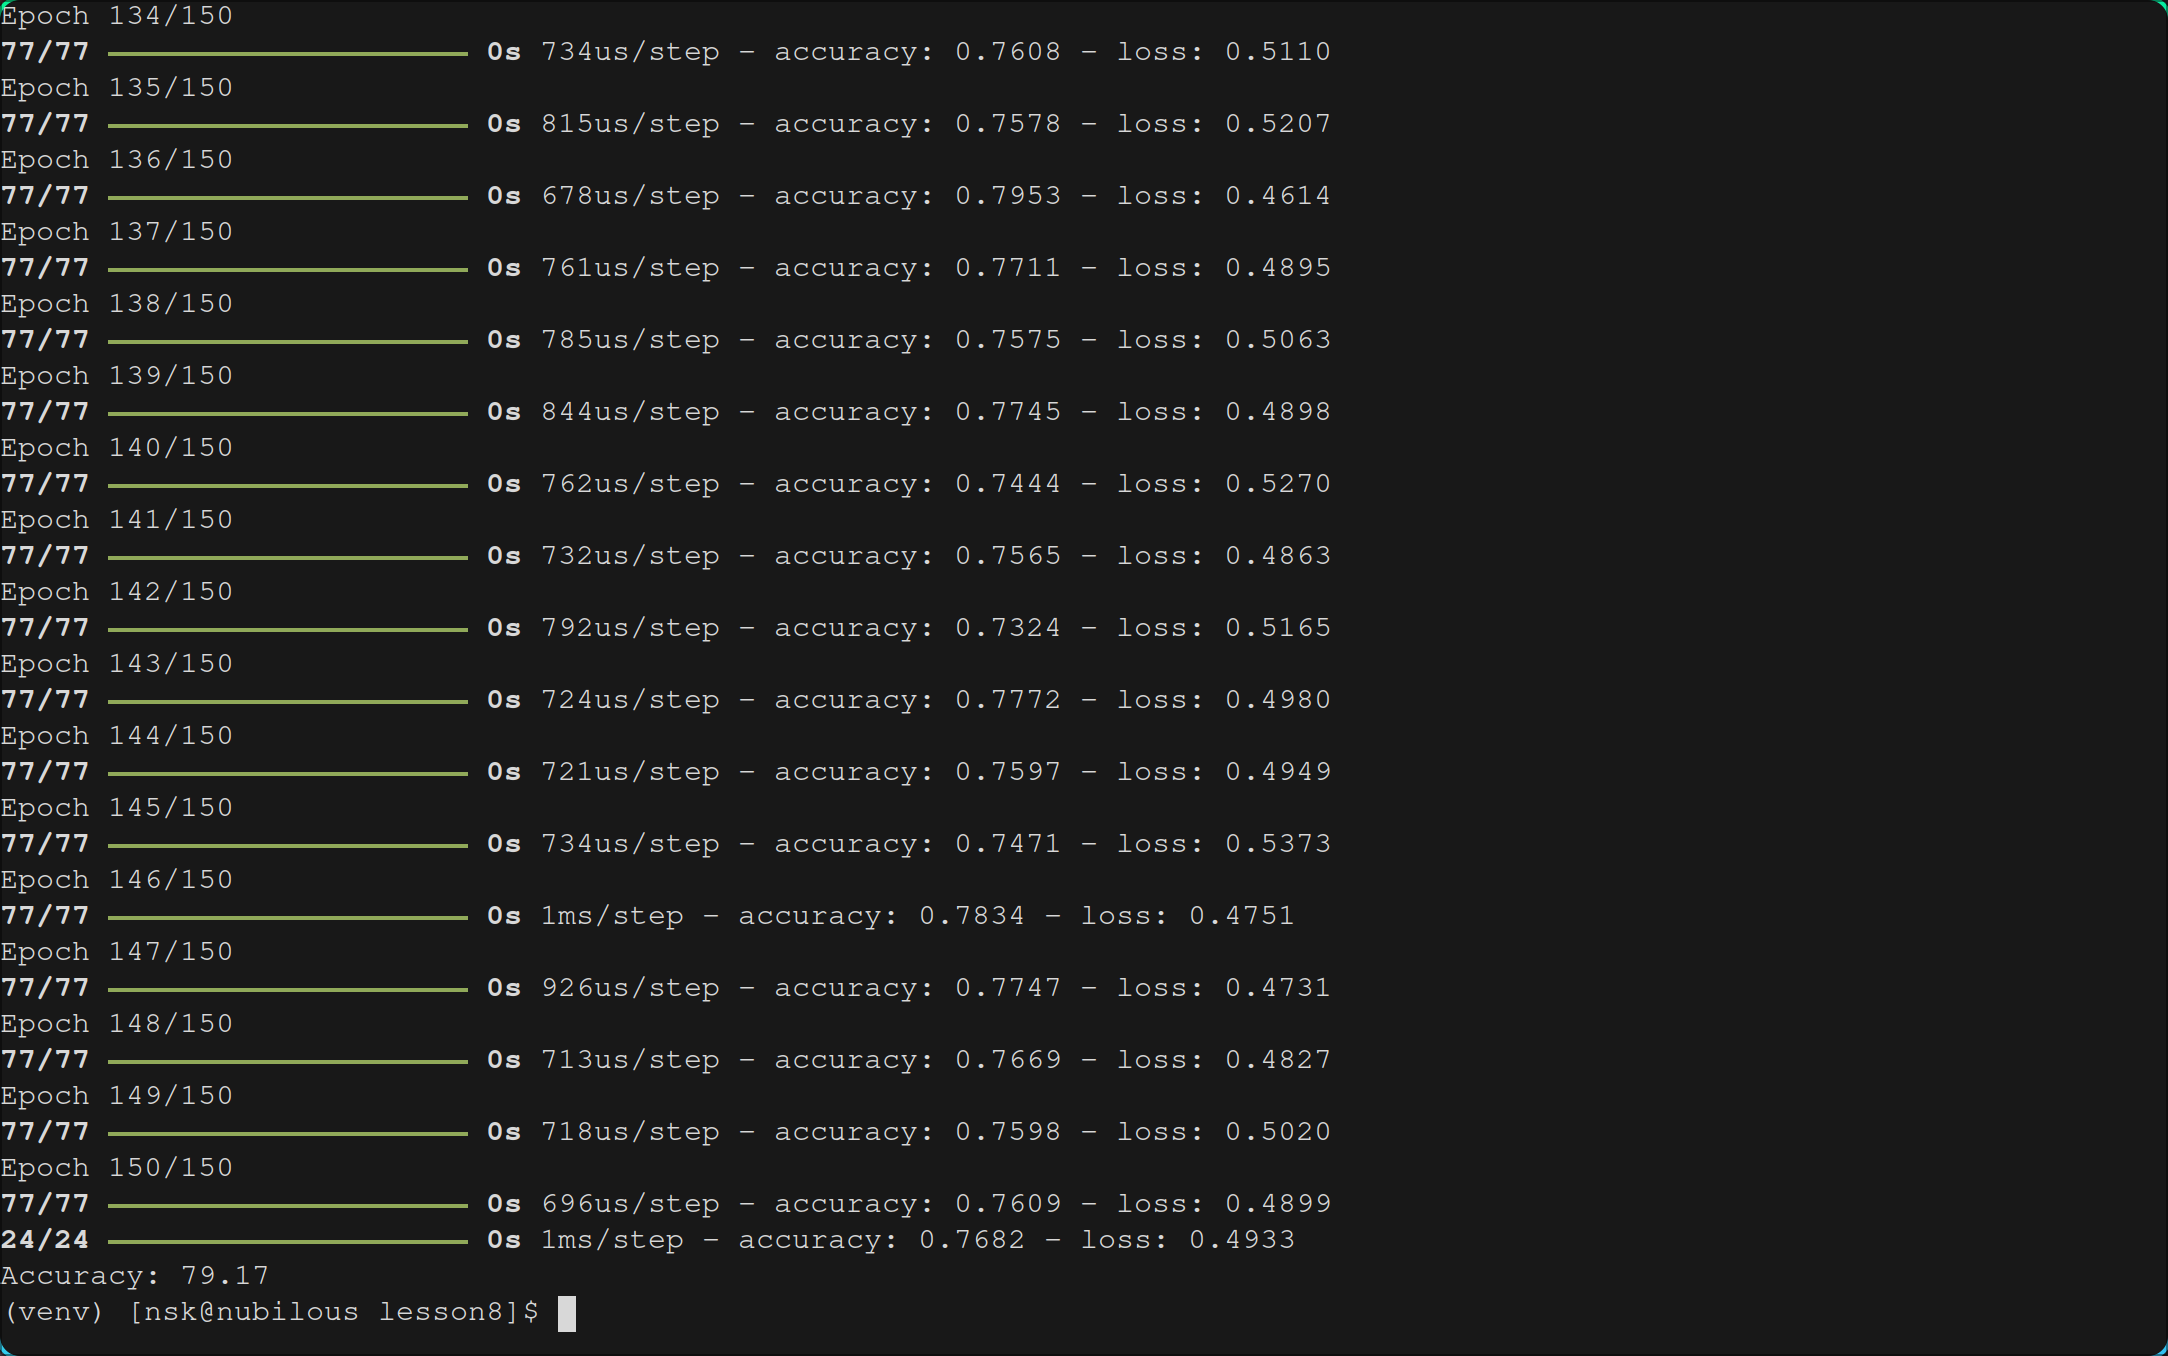 Epoch 134/150
77/77 ━━━━━━━━━━━━━━━━━━━━ 0s 734us/step - accuracy: 0.7608 - loss: 0.5110
Epoch 135/150
77/77 ━━━━━━━━━━━━━━━━━━━━ 0s 815us/step - accuracy: 0.7578 - loss: 0.5207
Epoch 136/150
77/77 ━━━━━━━━━━━━━━━━━━━━ 0s 678us/step - accuracy: 0.7953 - loss: 0.4614
Epoch 137/150
77/77 ━━━━━━━━━━━━━━━━━━━━ 0s 761us/step - accuracy: 0.7711 - loss: 0.4895
Epoch 138/150
77/77 ━━━━━━━━━━━━━━━━━━━━ 0s 785us/step - accuracy: 0.7575 - loss: 0.5063
Epoch 139/150
77/77 ━━━━━━━━━━━━━━━━━━━━ 0s 844us/step - accuracy: 0.7745 - loss: 0.4898
Epoch 140/150
77/77 ━━━━━━━━━━━━━━━━━━━━ 0s 762us/step - accuracy: 0.7444 - loss: 0.5270
Epoch 141/150
77/77 ━━━━━━━━━━━━━━━━━━━━ 0s 732us/step - accuracy: 0.7565 - loss: 0.4863
Epoch 142/150
77/77 ━━━━━━━━━━━━━━━━━━━━ 0s 792us/step - accuracy: 0.7324 - loss: 0.5165
Epoch 143/150
77/77 ━━━━━━━━━━━━━━━━━━━━ 0s 724us/step - accuracy: 0.7772 - loss: 0.4980
Epoch 144/150
77/77 ━━━━━━━━━━━━━━━━━━━━ 0s 721us/step - accuracy: 0.7597 - loss: 0.4949
Epoch 145/150
77/77 ━━━━━━━━━━━━━━━━━━━━ 0s 734us/step - accuracy: 0.7471 - loss: 0.5373
Epoch 146/150
77/77 ━━━━━━━━━━━━━━━━━━━━ 0s 1ms/step - accuracy: 0.7834 - loss: 0.4751
Epoch 147/150
77/77 ━━━━━━━━━━━━━━━━━━━━ 0s 926us/step - accuracy: 0.7747 - loss: 0.4731
Epoch 148/150
77/77 ━━━━━━━━━━━━━━━━━━━━ 0s 713us/step - accuracy: 0.7669 - loss: 0.4827
Epoch 149/150
77/77 ━━━━━━━━━━━━━━━━━━━━ 0s 718us/step - accuracy: 0.7598 - loss: 0.5020
Epoch 150/150
77/77 ━━━━━━━━━━━━━━━━━━━━ 0s 696us/step - accuracy: 0.7609 - loss: 0.4899
24/24 ━━━━━━━━━━━━━━━━━━━━ 0s 1ms/step - accuracy: 0.7682 - loss: 0.4933
Accuracy: 79.17
(venv) [nsk@nubilous lesson8]$